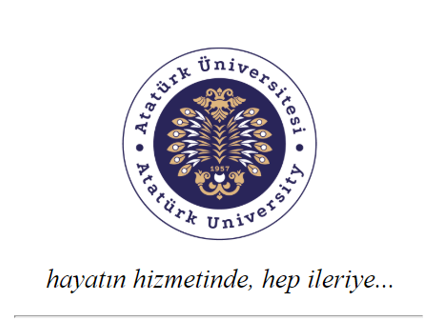 Atatürk Üniversitesi
1957
Atatürk University
hayatın hizmetinde, hep ileriye...